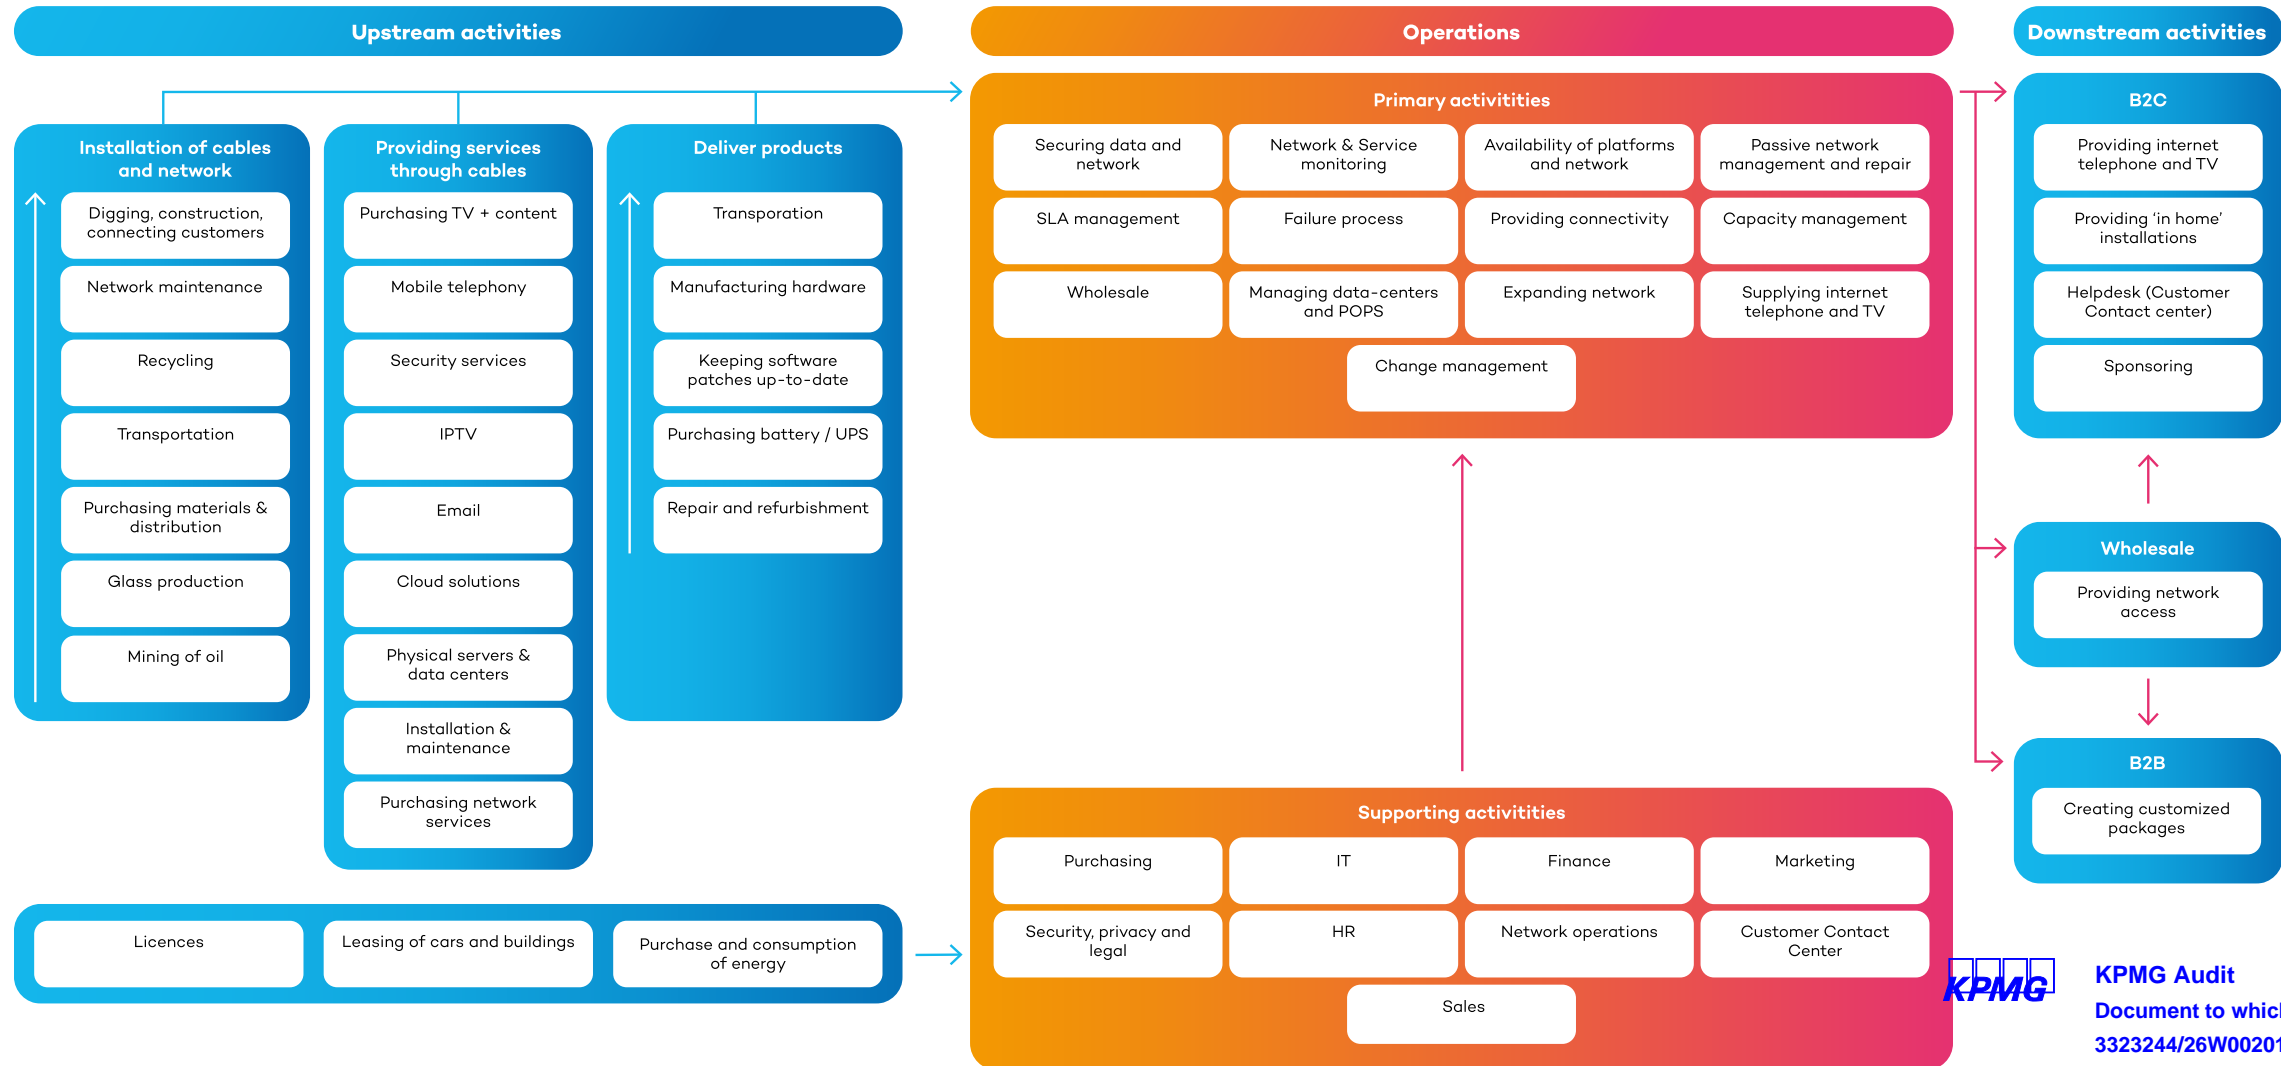 Upstream activities
Installation of cables
and network
Digging, construction,
connecting customers
Network maintenance
Recycling
Transportation
Purchasing materials &
distribution
Glass production
Mining of oil
Providing services
through cables
Purchasing TV + content
Mobile telephony
Security services
IPTV
Email
Cloud solutions
Physical servers &
data centers
Installation &
maintenance
Purchasing network
services
Deliver products
Transporation
Manufacturing hardware
Keeping software
patches up-to-date
Purchasing battery / UPS
Repair and refurbishment
Licences
Leasing of cars and buildings
Purchase and consumption
of energy
Operations
Primary activitities
Securing data and
network
Network & Service
monitoring
Availability of platforms
and network
Passive network
management and repair
SLA management
Failure process
Providing connectivity
Capacity management
Wholesale
Managing data-centers
and POPS
Expanding network
Supplying internet
telephone and TV
Change management
Supporting activitities
Purchasing
IT
Finance
Marketing
Security, privacy and
legal
HR
Network operations
Customer Contact
Center
Sales
Downstream activities
B2C
Providing internet
telephone and TV
Providing ‘in home’
installations
Helpdesk (Customer
Contact center)
Sponsoring
Wholesale
Providing network
access
B2B
Creating customized
packages
KPMG
KPMG Audit
Document to which
3323244/26W00201